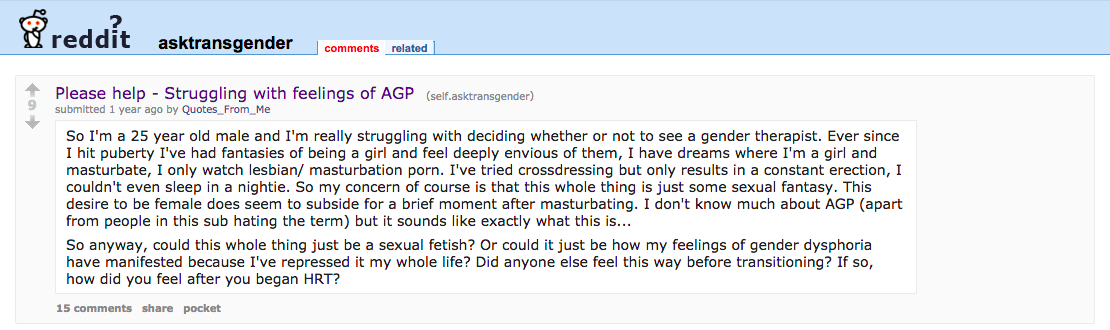 ?
reddit asktransgender comments related
Please help - Struggling with feelings of AGP (self.asktransgender)
9
submitted 1 year ago by Quotes_From_Me
So I'm a 25 year old male and I'm really struggling with deciding whether or not to see a gender therapist. Ever since
I hit puberty I've had fantasies of being a girl and feel deeply envious of them, I have dreams where I'm a girl and
masturbate, I only watch lesbian/ masturbation porn. I've tried crossdressing but only results in a constant erection, I
couldn't even sleep in a nightie. So my concern of course is that this whole thing is just some sexual fantasy. This
desire to be female does seem to subside for a brief moment after masturbating. I don't know much about AGP (apart
from people in this sub hating the term) but it sounds like exactly what this is...
So anyway, could this whole thing just be a sexual fetish? Or could it just be how my feelings of gender dysphoria
have manifested because I've repressed it my whole life? Did anyone else feel this way before transitioning? If so,
how did you feel after you began HRT?
15 comments share pocket